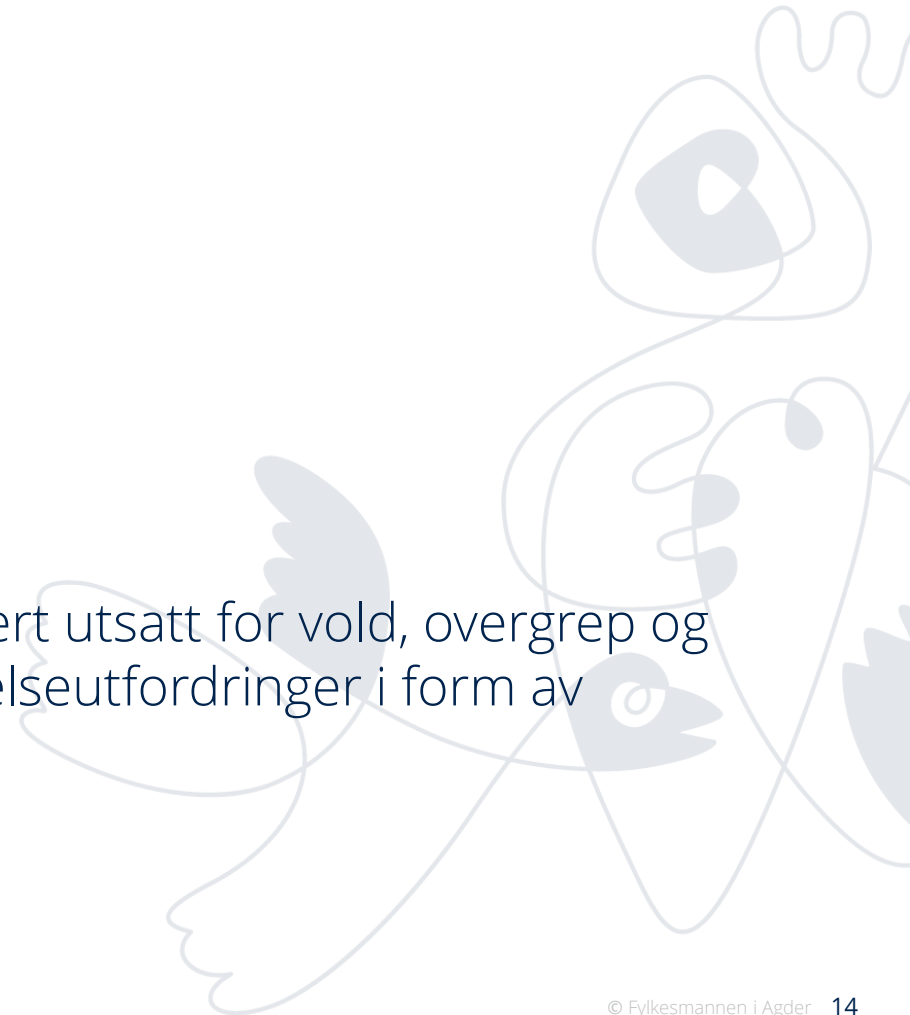 ert utsatt for vold, overgrep og
elseutfordringer i form av
© Fylkesmannen i Agder 14